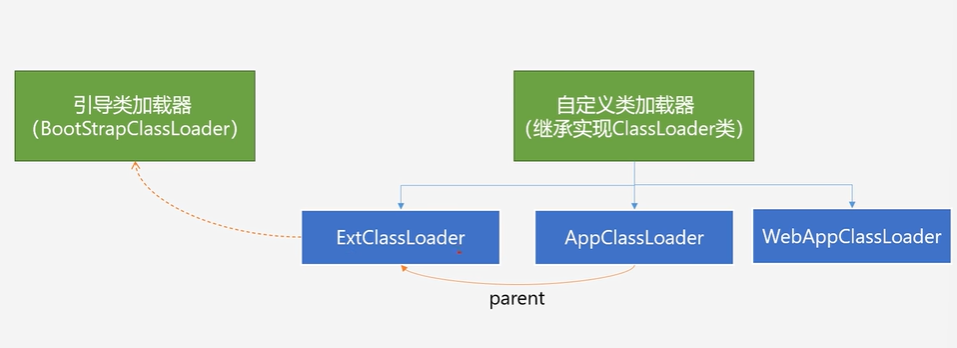 引导类加载器
（BootStrapClassLoader）
自定义类加载器
（继承实现ClassLoader类）
ExtClassLoader
AppClassLoader
WebAppClassLoader
parent